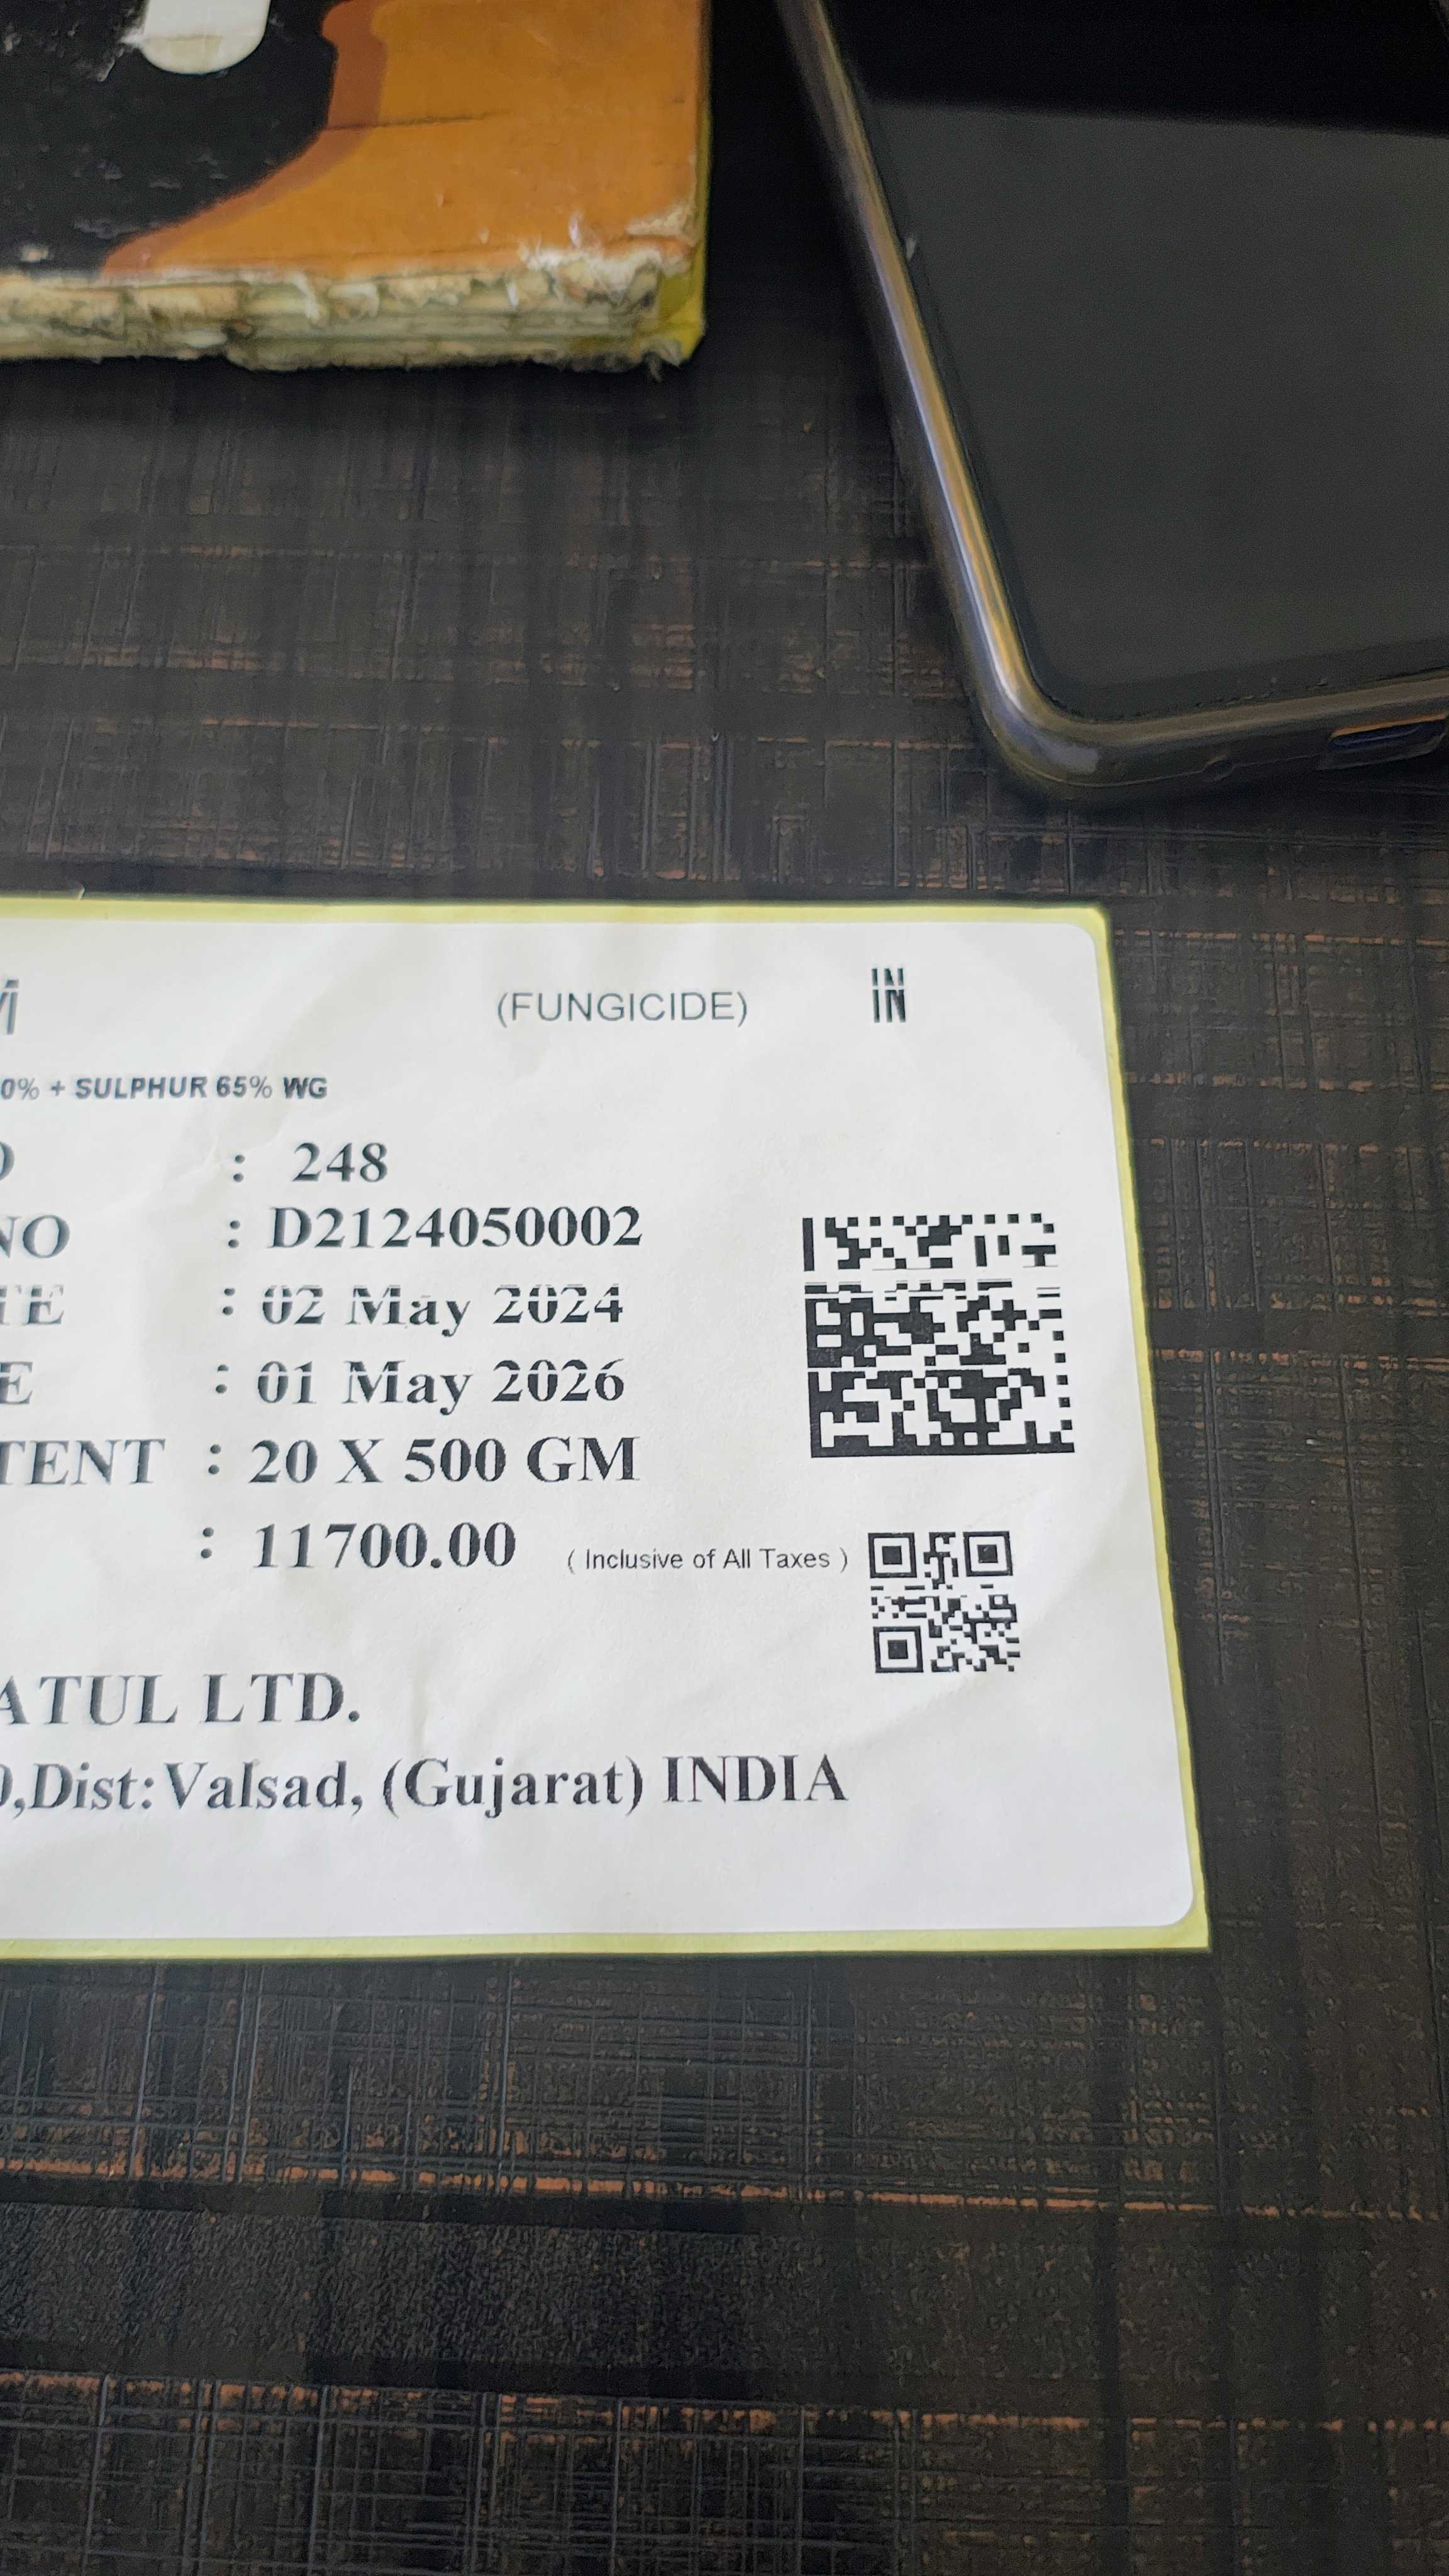 (FUNGICIDE) IN
0% + SULPHUR 65% WG
: 248
NO : D2124050002
TE : 02 May 2024
E : 01 May 2026
TENT : 20 X 500 GM
: 11700.00 ( Inclusive of All Taxes )
ATUL LTD.
),Dist:Valsad, (Gujarat) INDIA